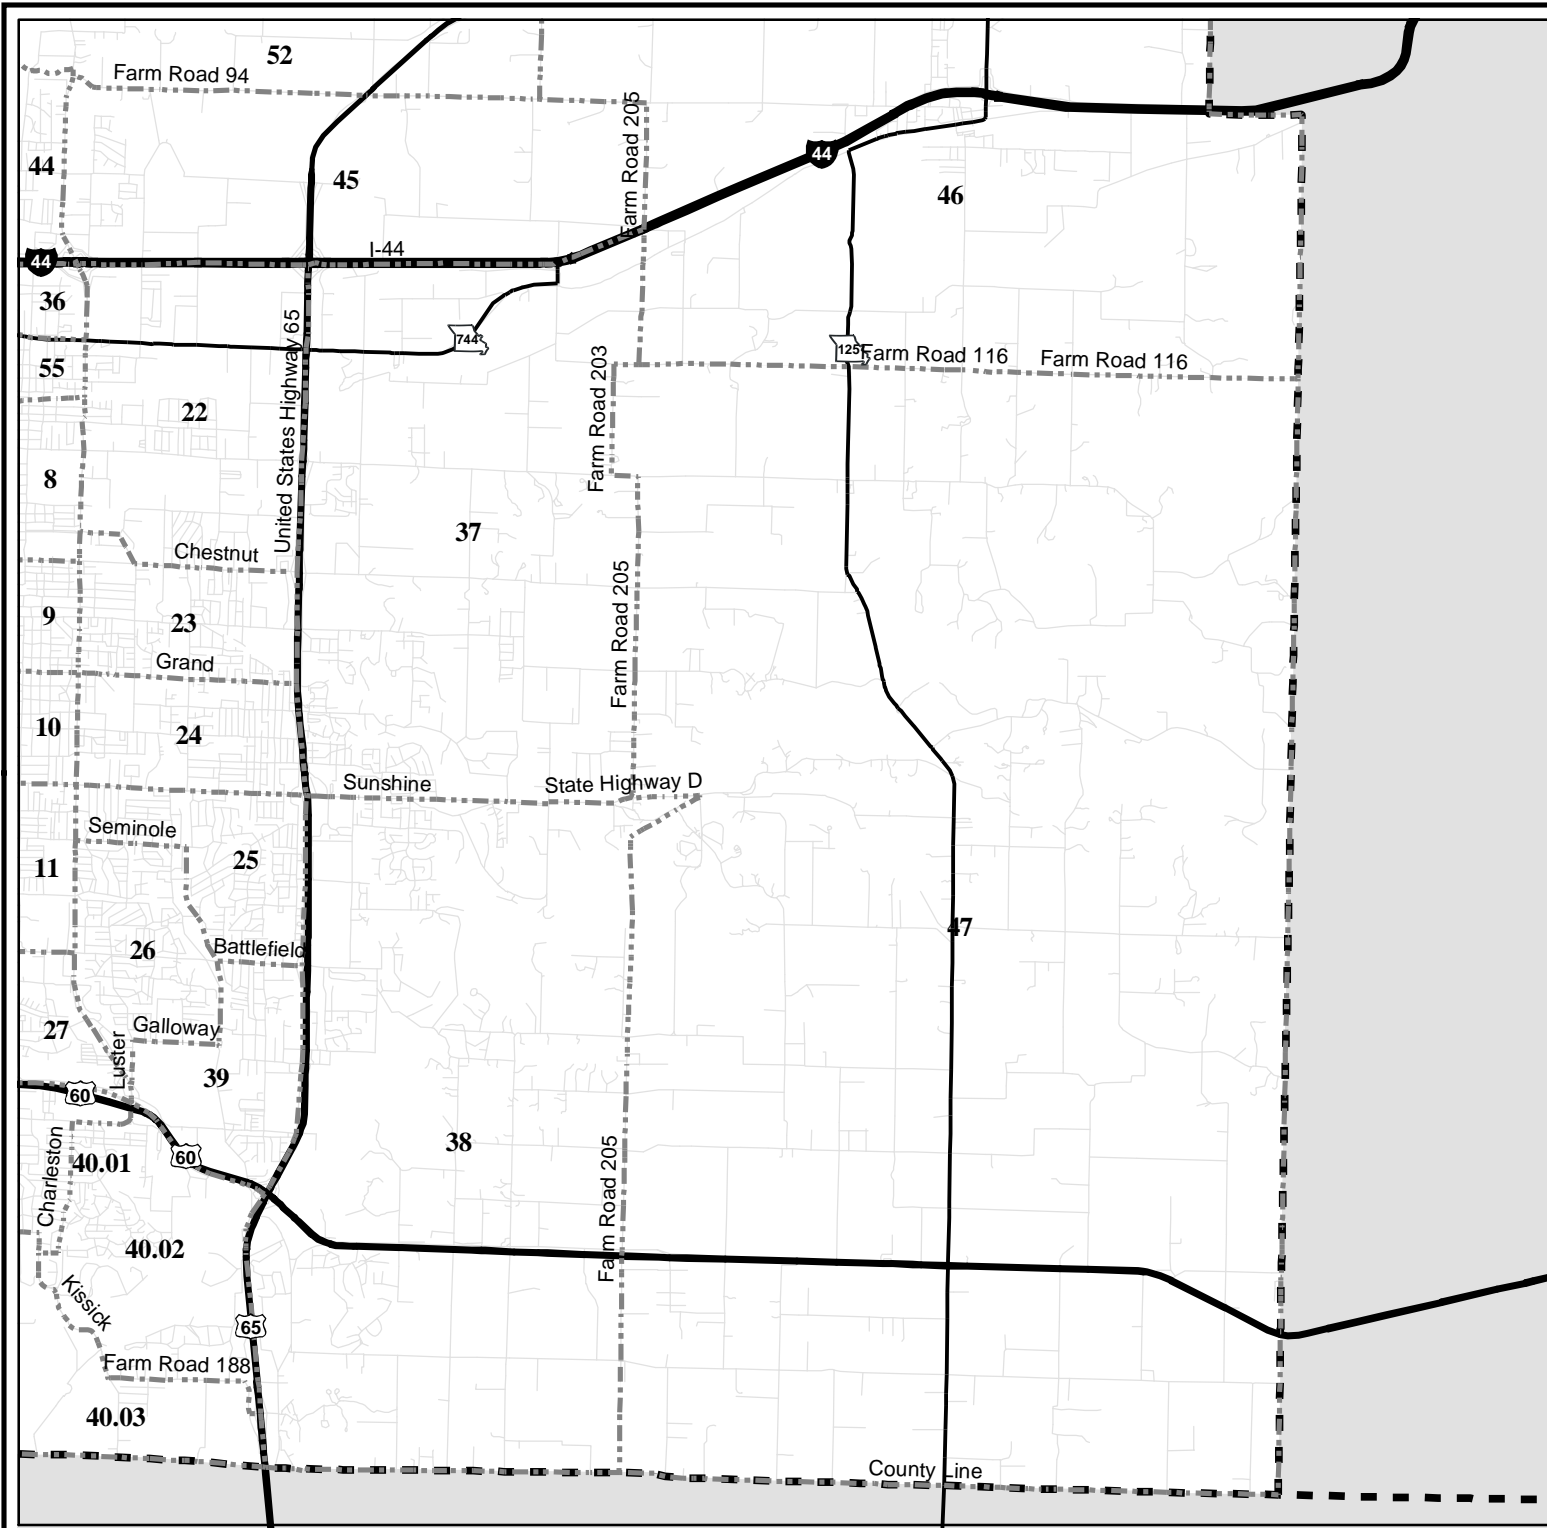 52
Farm Road 94
Farm Road 205
44
45
44
46
I-44
44
36
United States Highway 65
744
125
Farm Road 116
Farm Road 116
55
Farm Road 203
22
8
37
Chestnut
9
23
Farm Road 205
Grand
10
24
Sunshine
State Highway D
Seminole
11
25
26
Battlefield
47
27
Galloway
Luster
39
60
38
60
40.01
Charleston
Farm Road 205
40.02
Kissick
65
Farm Road 188
40.03
County Line